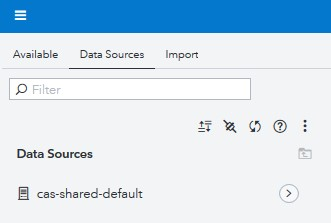 Available Data Sources Import
Filter
Data Sources
cas-shared-default